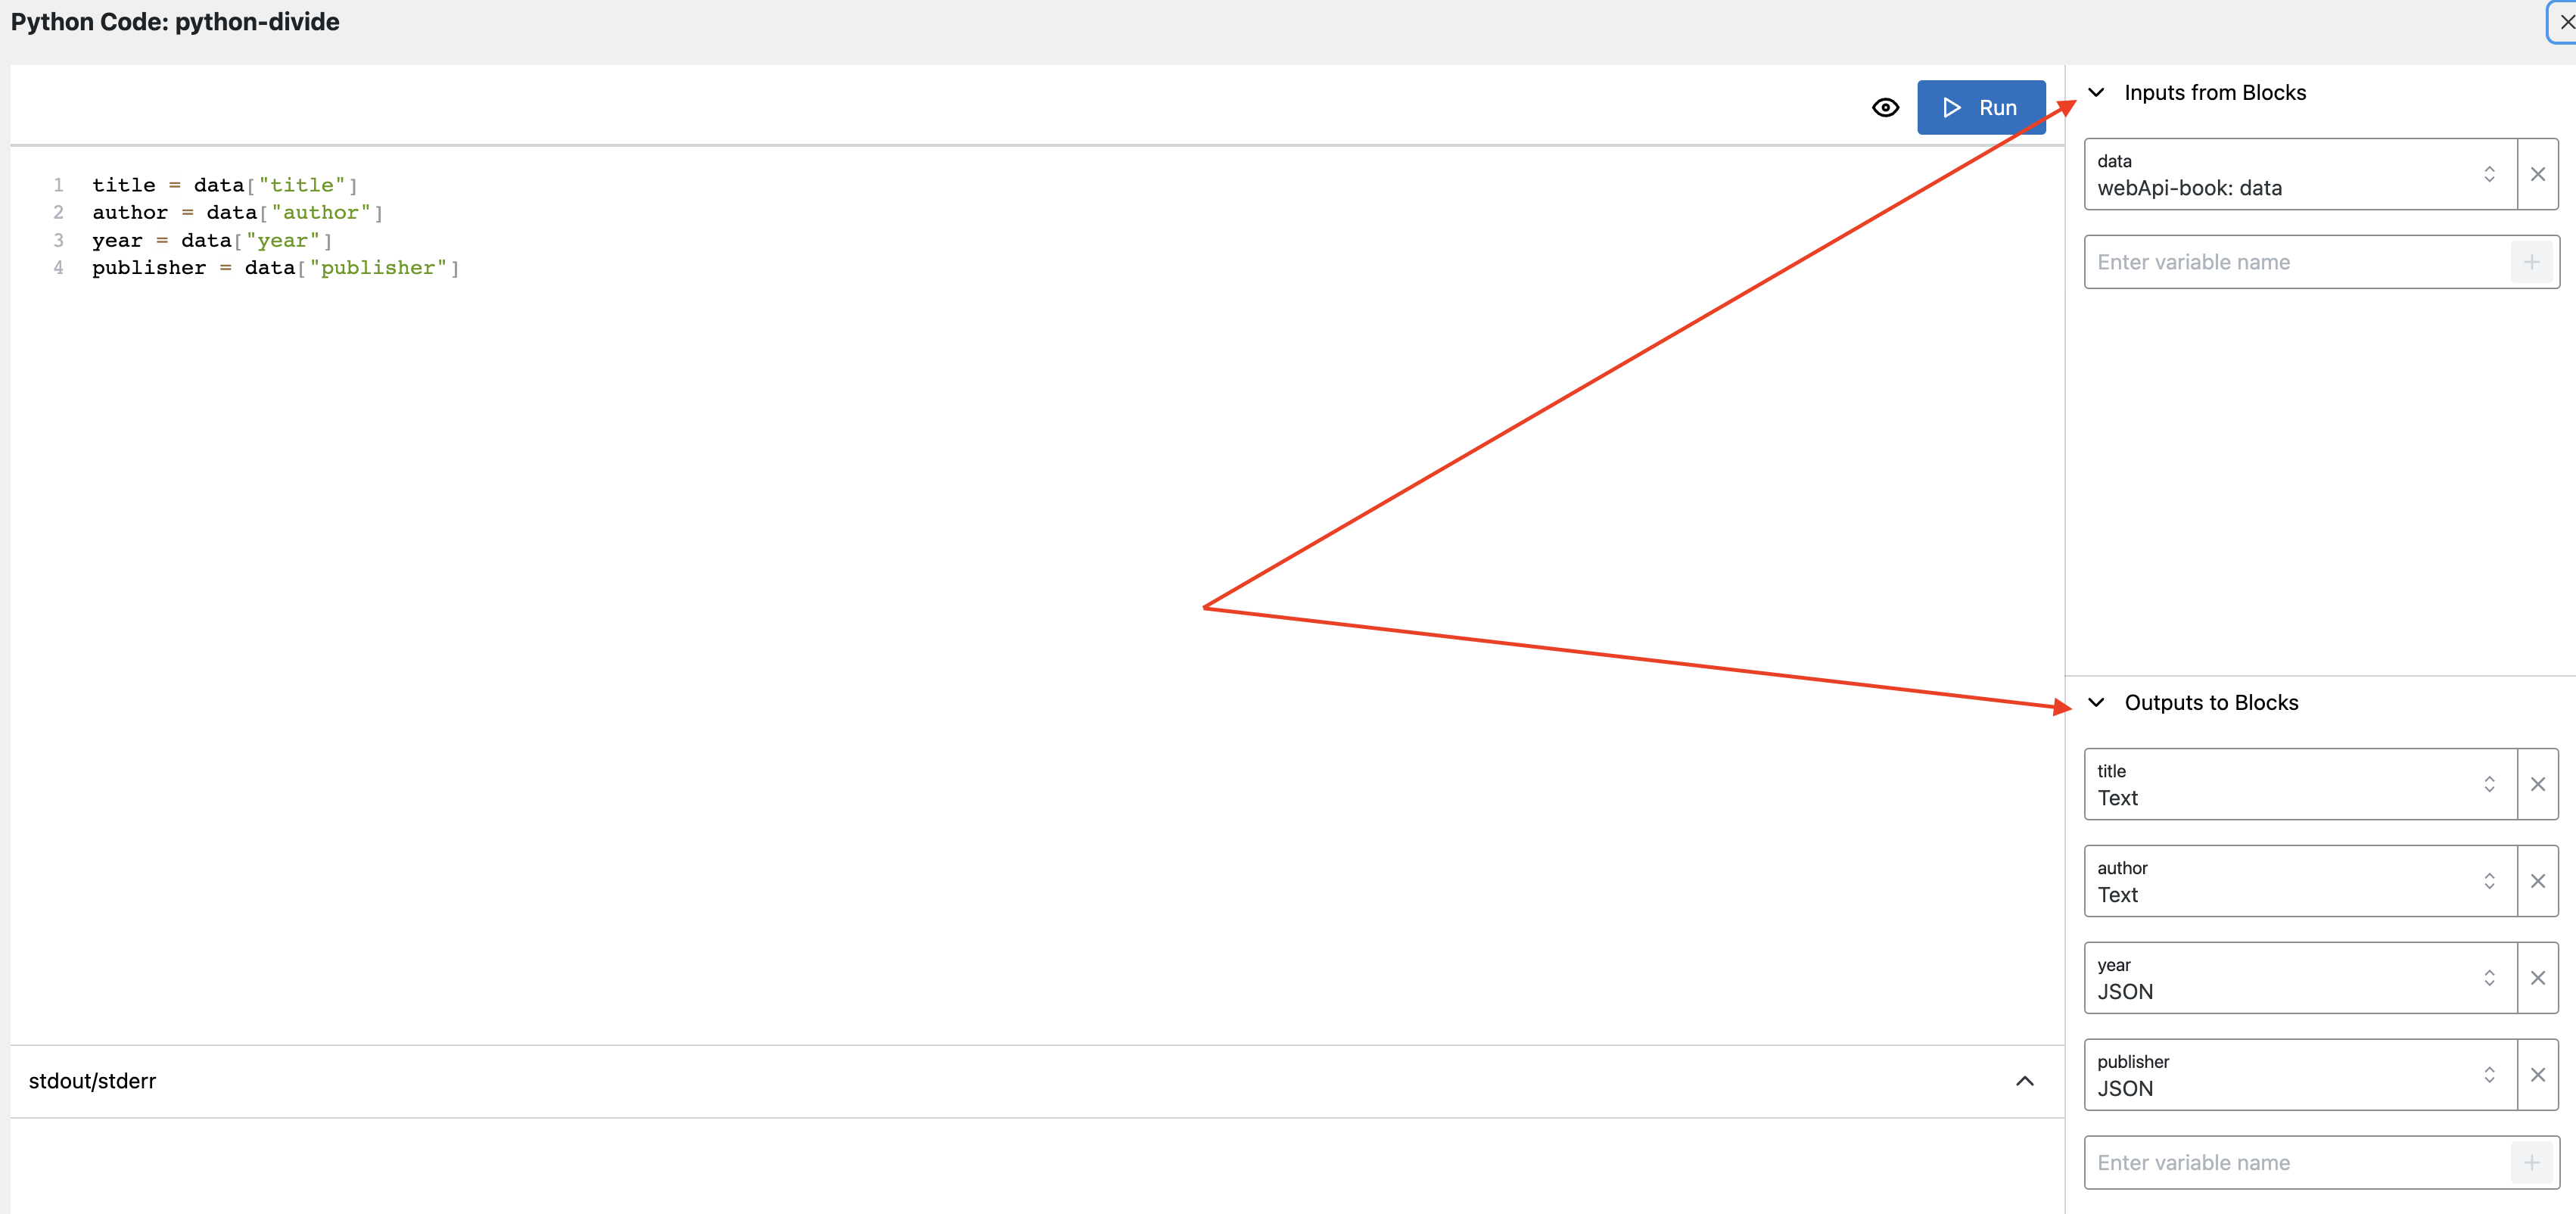 Python Code: python-divide
Run
1 title = data["title"]
2 author = data["author"]
3 year = data["year"]
4 publisher = data["publisher"]
stdout/stderr
Inputs from Blocks
data
webApi-book: data
Enter variable name
Outputs to Blocks
title
Text
author
Text
year
JSON
publisher
JSON
Enter variable name